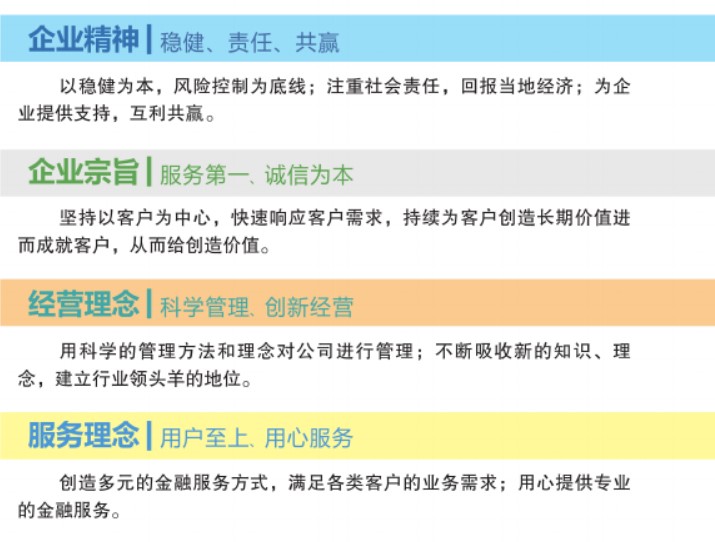 企业精神|稳健、责任、共赢
以稳健为本，风险控制为底线；注重社会责任，回报当地经济；为企
业提供支持，互利共赢。
企业宗旨|服务第一、诚信为本
坚持以客户为中心，快速响应客户需求，持续为客户创造长期价值进
而成就客户，从而给创造价值。
经营理念|科学管理、创新经营
用科学的管理方法和理念对公司进行管理；不断吸收新的知识、理
念，建立行业领头羊的地位。
服务理念|用户至上、用心服务
创造多元的金融服务方式，满足各类客户的业务需求；用心提供专业
的金融服务。